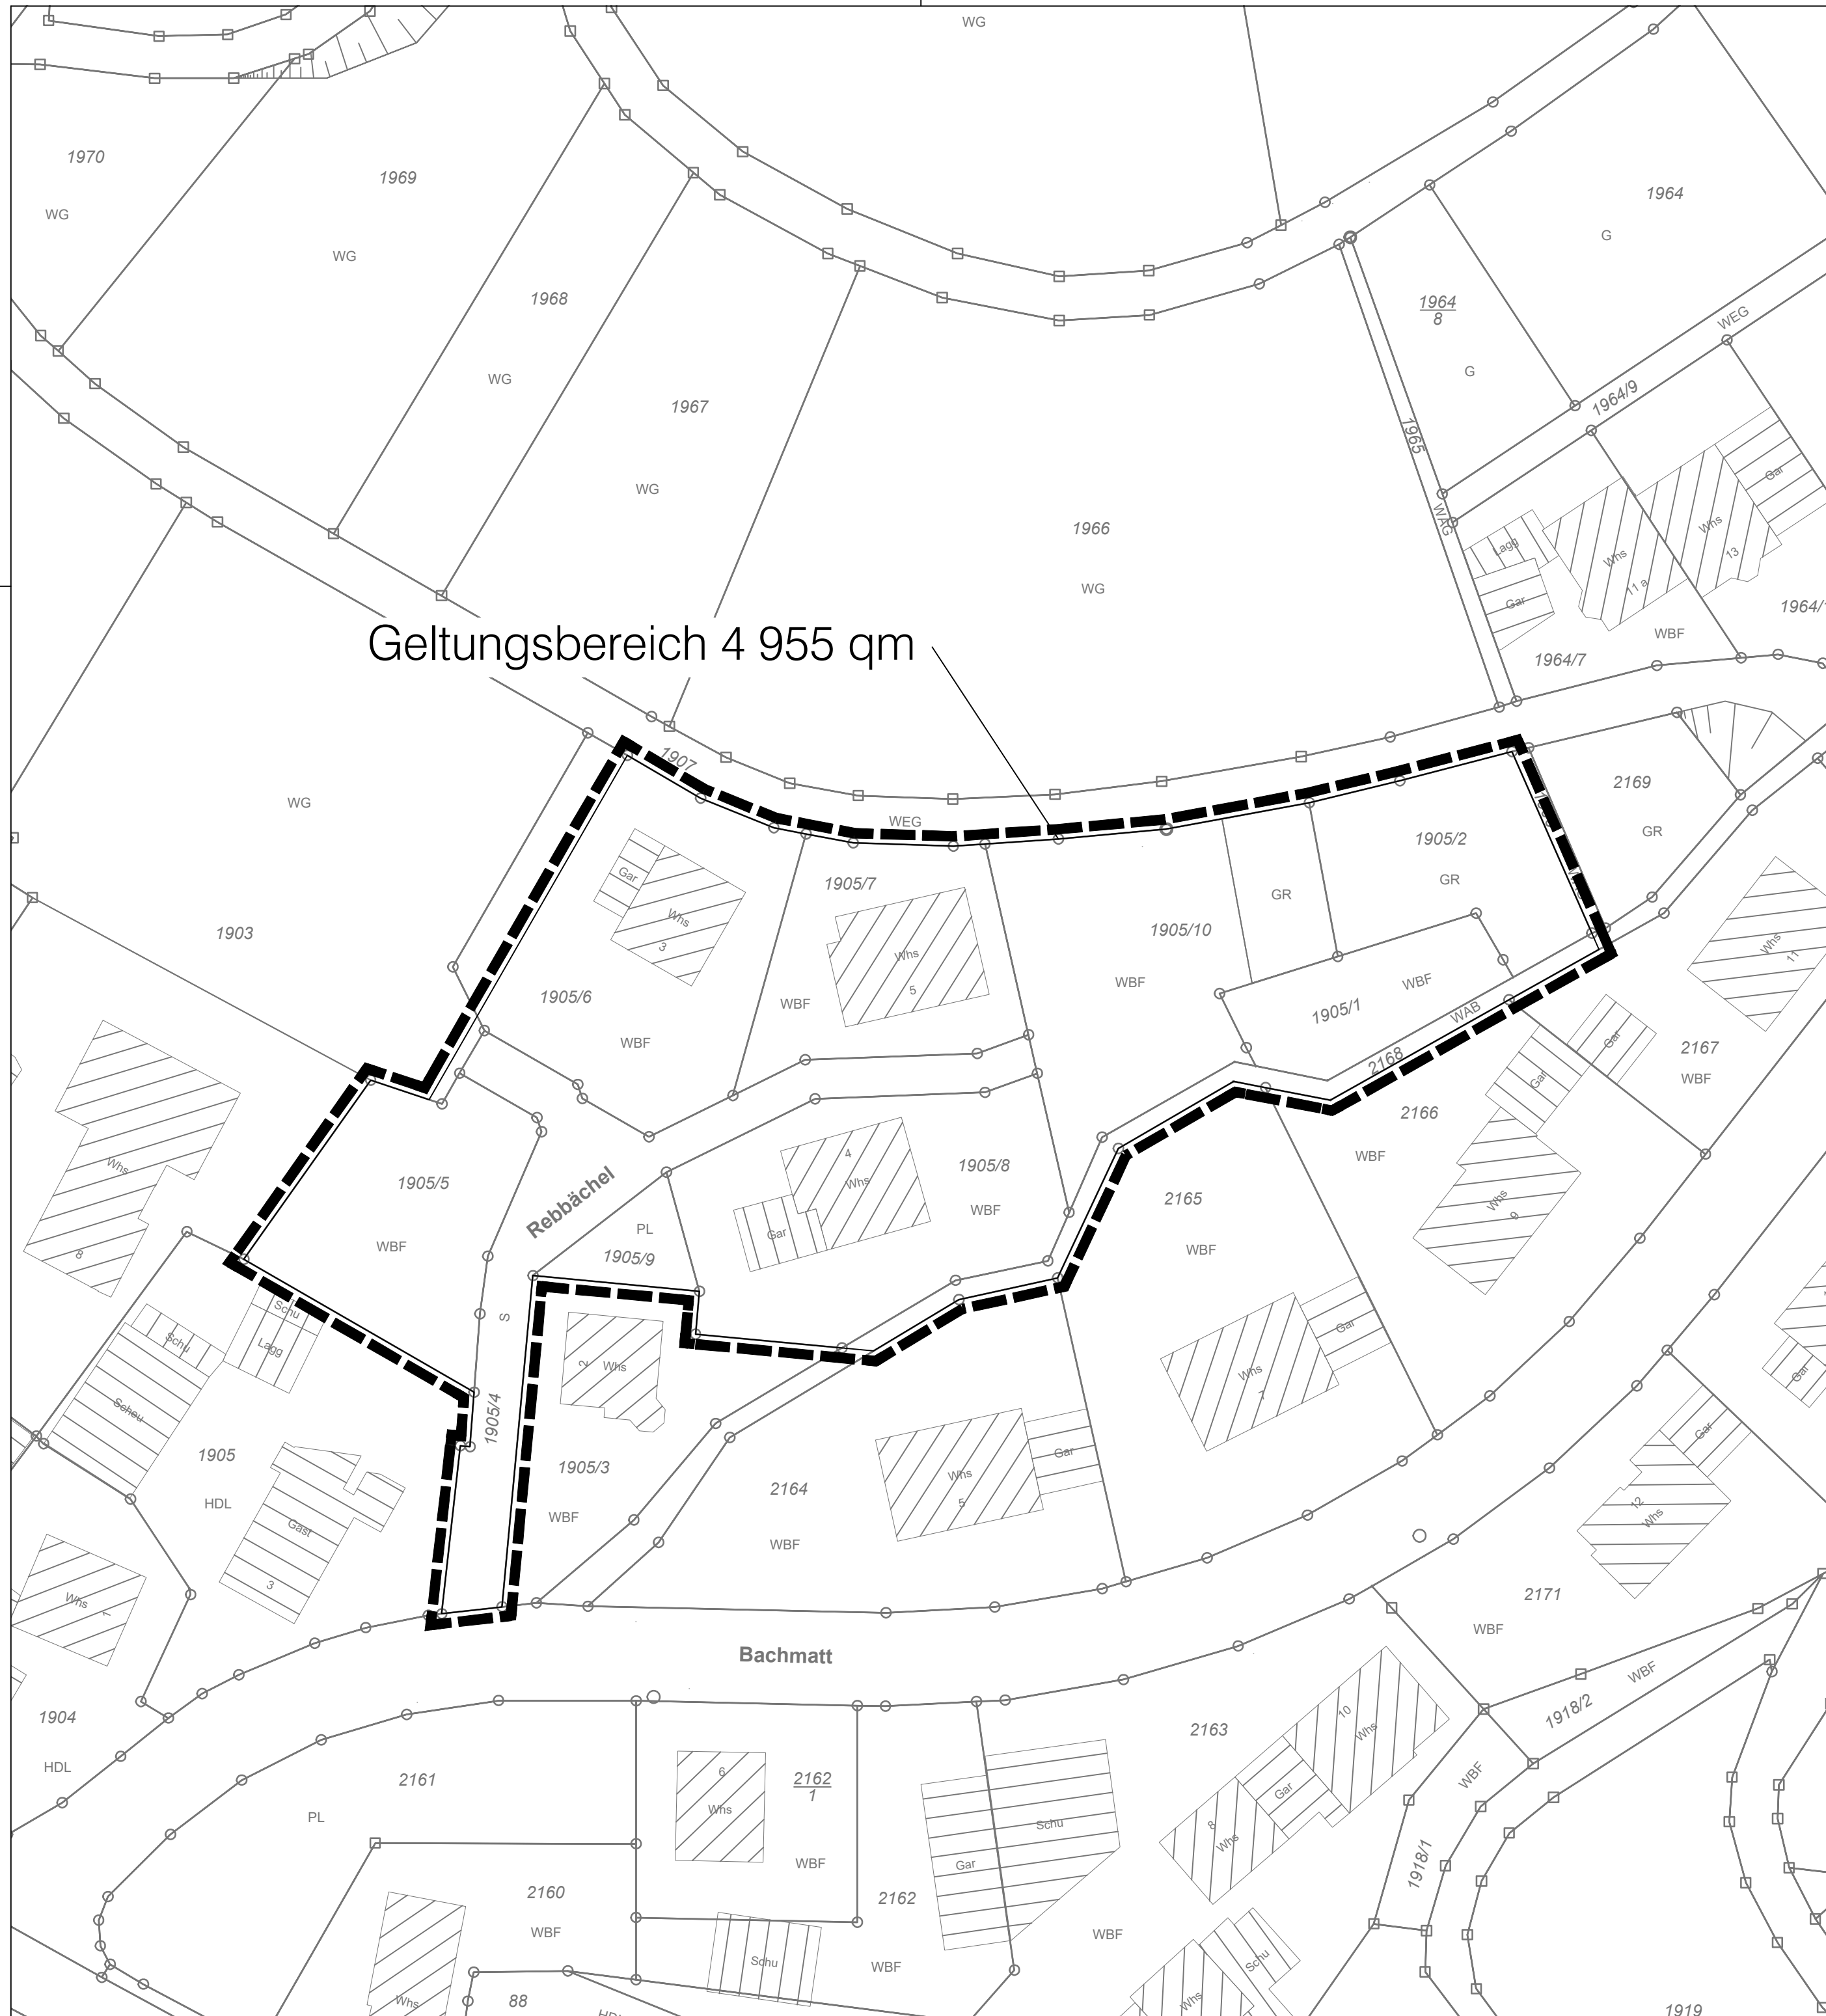 WG
1970
WG
1969
WG
1968
WG
1967
WG
1966
WG
1964
G
1964
8
G
WEG
1964/9
1965
WAG
Lagg
Gar
Whs
11 a
Whs
13
Gar
WBF
1964/7
Geltungsbereich 4 955 qm
1907
WEG
WG
1903
Gar
Whs
3
1905/6
WBF
1905/7
Whs
5
WBF
1905/10
WBF
GR
1905/2
GR
2169
GR
1905/1
WBF
WAB
2168
Whs
11
2167
WBF
Gar
Gar
2166
WBF
Whs
9
Whs
8
1905/5
WBF
Rebbächel
PL
1905/9
4
Whs
Gar
1905/8
WBF
2165
WBF
Whs
7
Gar
S
1905/4
2
Whs
1905/3
WBF
Schu
Lagg
Schu
Scheu
1905
HDL
Gast
3
Whs
1
2164
WBF
Whs
5
Gar
Gar
Gar
12
Whs
2171
WBF
Bachmatt
1904
HDL
2161
PL
6
Whs
2162
1
WBF
2160
WBF
Schu
2162
WBF
Gar
Schu
2163
WBF
8
Whs
Gar
10
Whs
WBF
1918/2
WBF
1918/1
Schu
Whs
Whs
88
1919